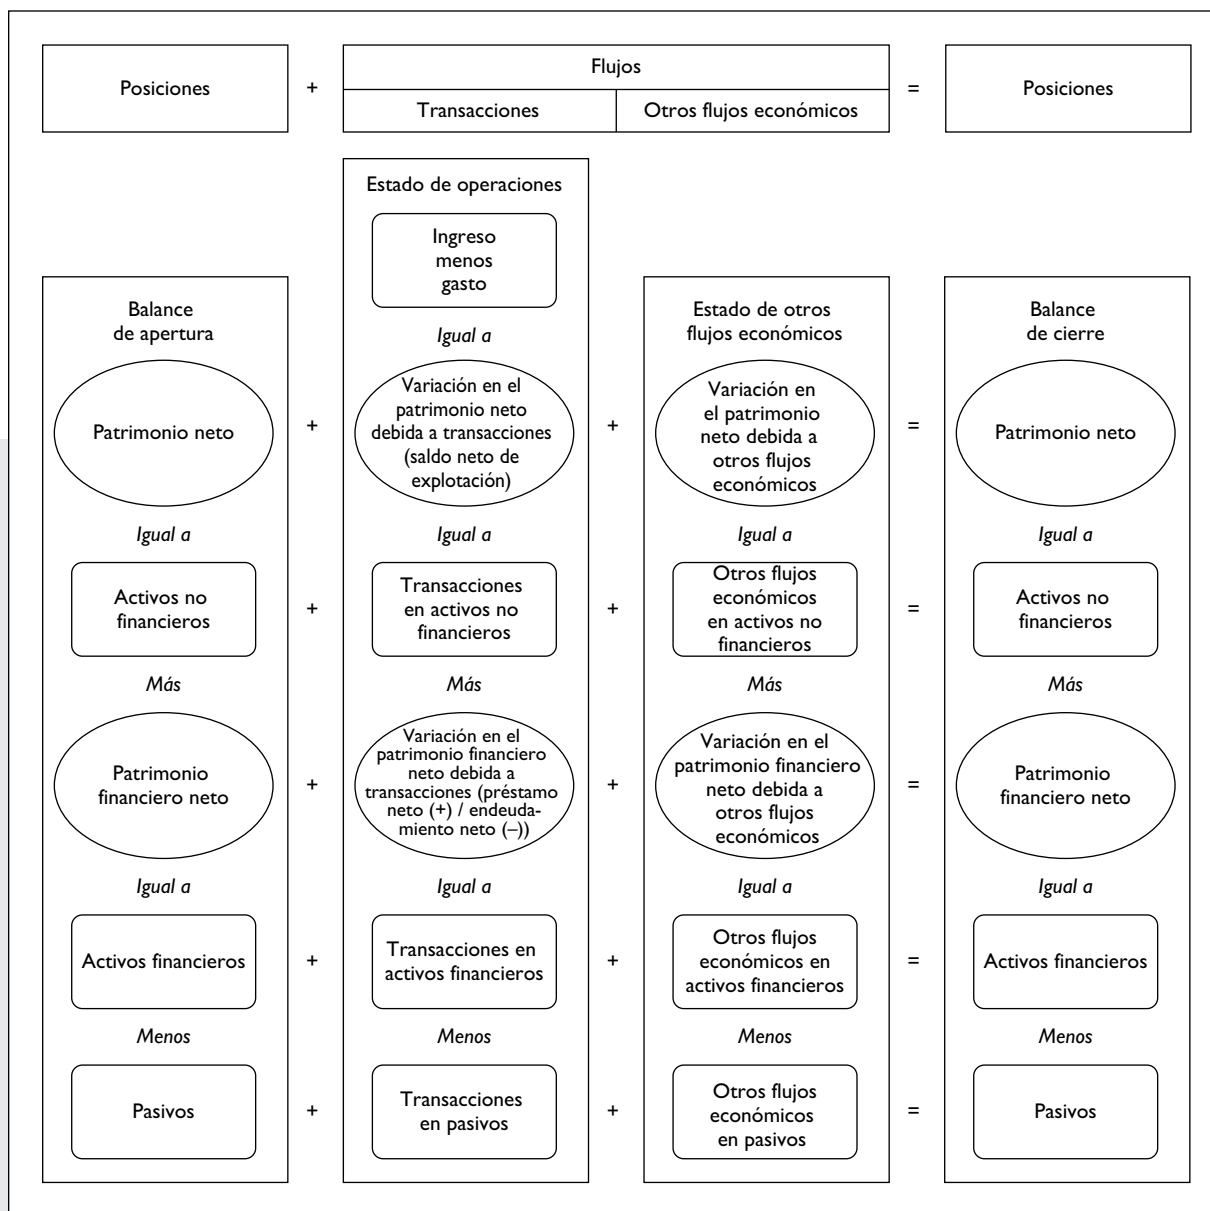 Posiciones
+
Flujos
Transacciones
Otros flujos económicos
=
Posiciones
Estado de operaciones
Ingreso
menos
gasto
Balance
de apertura
Igual a
Estado de otros
flujos económicos
Balance
de cierre
Patrimonio neto
+
Variación en el
patrimonio neto
debida a transacciones
(saldo neto de
explotación)
+
Variación en
el patrimonio
neto debida a
otros flujos
económicos
=
Patrimonio neto
Igual a
Igual a
Igual a
Igual a
Activos no
financieros
+
Transacciones
en activos no
financieros
+
Otros flujos
económicos
en activos no
financieros
=
Activos no
financieros
Más
Más
Más
Más
Patrimonio
financiero neto
+
Variación en el
patrimonio financiero
neto debida a
transacciones (préstamo
neto (+) / endeuda-
miento neto (–))
+
Variación en el
patrimonio financiero
neto debida a
otros flujos
económicos
=
Patrimonio
financiero neto
Igual a
Igual a
Igual a
Igual a
Activos financieros
+
Transacciones en
activos financieros
+
Otros flujos
económicos en
activos financieros
=
Activos financieros
Menos
Menos
Menos
Menos
Pasivos
+
Transacciones
en pasivos
+
Otros flujos
económicos
en pasivos
=
Pasivos